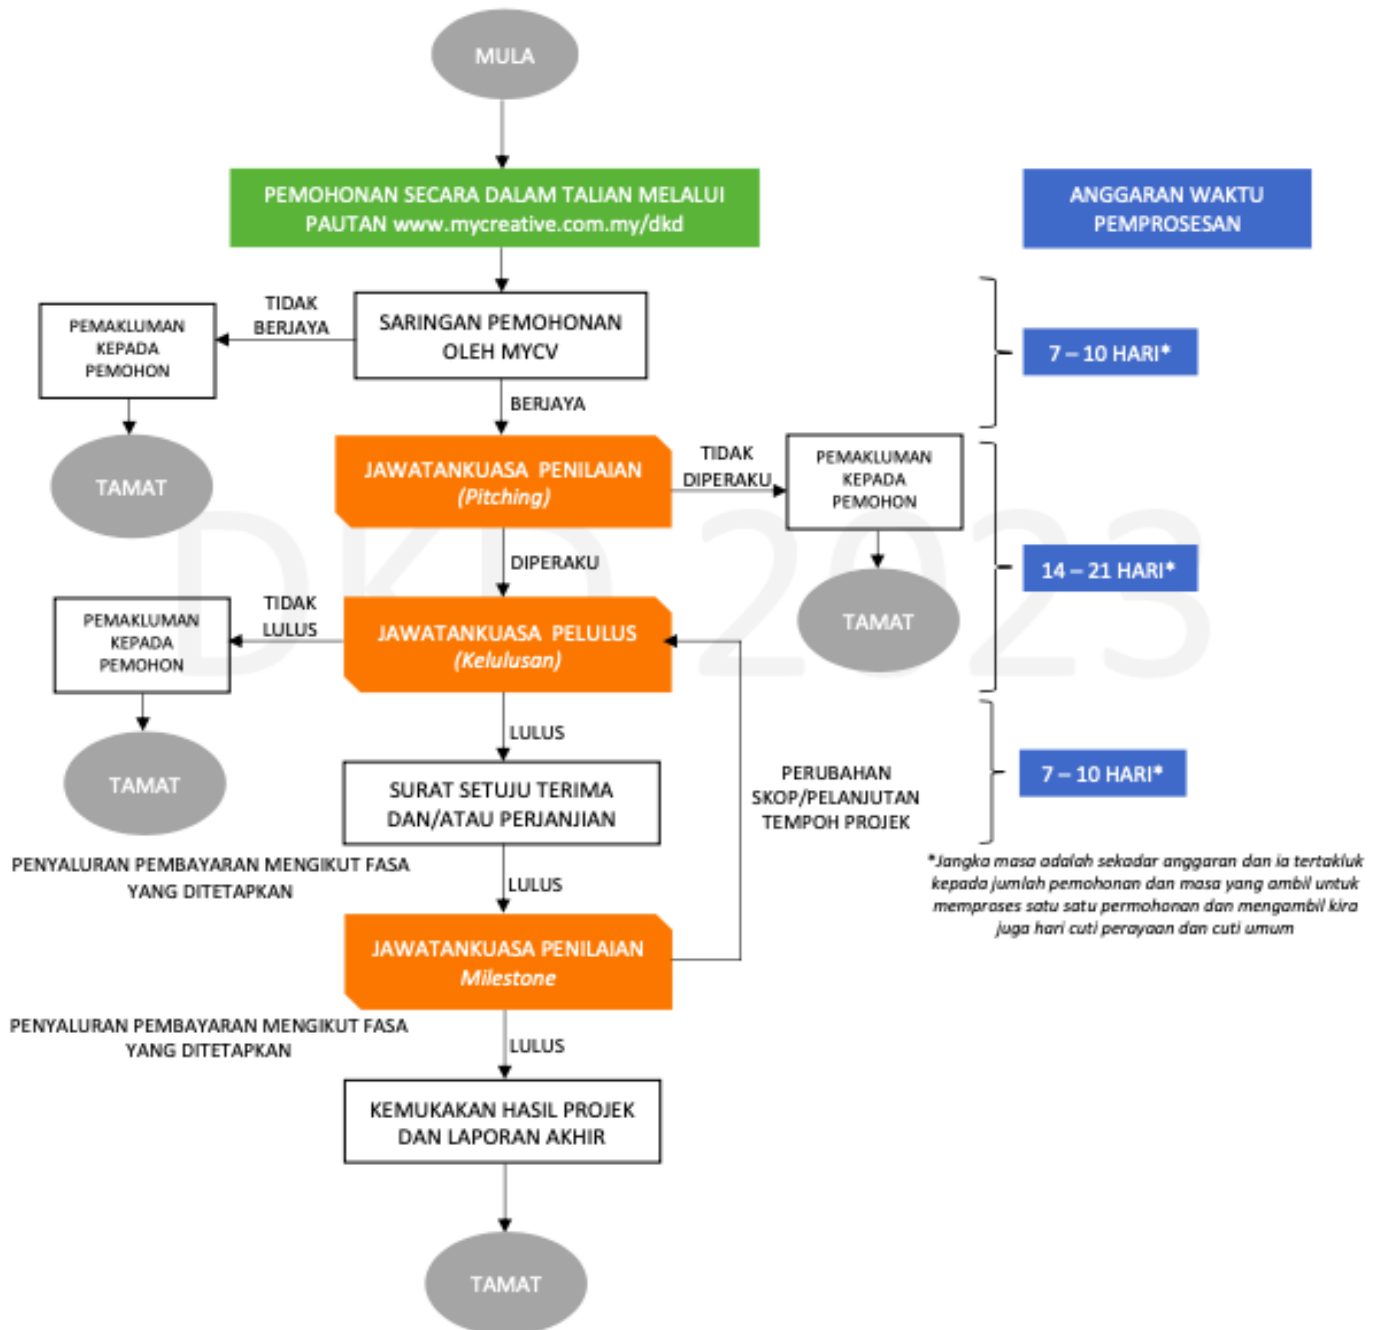 MULA
PEMOHONAN SECARA DALAM TALIAN MELALUI
PAUTAN www.mycreative.com.my/dkd
ANGGARAN WAKTU
PEMPROSESAN
TIDAK
BERJAYA
PEMAKLUMAN
KEPADA
PEMOHON
SARINGAN PEMOHONAN
OLEH MYCV
7 – 10 HARI*
BERJAYA
TAMAT
JAWATANKUASA PENILAIAN
(Pitching)
TIDAK
DIPERAKU
PEMAKLUMAN
KEPADA
PEMOHON
DKD 2023
DIPERAKU
14 – 21 HARI*
TAMAT
TIDAK
LULUS
PEMAKLUMAN
KEPADA
PEMOHON
JAWATANKUASA PELULUS
(Kelulusan)
LULUS
TAMAT
SURAT SETUJU TERIMA
DAN/ATAU PERJANJIAN
PERUBAHAN
SKOP/PELANJUTAN
TEMPOH PROJEK
7 – 10 HARI*
*Jangka masa adalah sekadar anggaran dan ia tertakluk
kepada jumlah pemohonan dan masa yang ambil untuk
memproses satu satu permohonan dan mengambil kira
juga hari cuti perayaan dan cuti umum
PENYALURAN PEMBAYARAN MENGIKUT FASA
YANG DITETAPKAN
LULUS
JAWATANKUASA PENILAIAN
Milestone
PENYALURAN PEMBAYARAN MENGIKUT FASA
YANG DITETAPKAN
LULUS
KEMUKAKAN HASIL PROJEK
DAN LAPORAN AKHIR
TAMAT